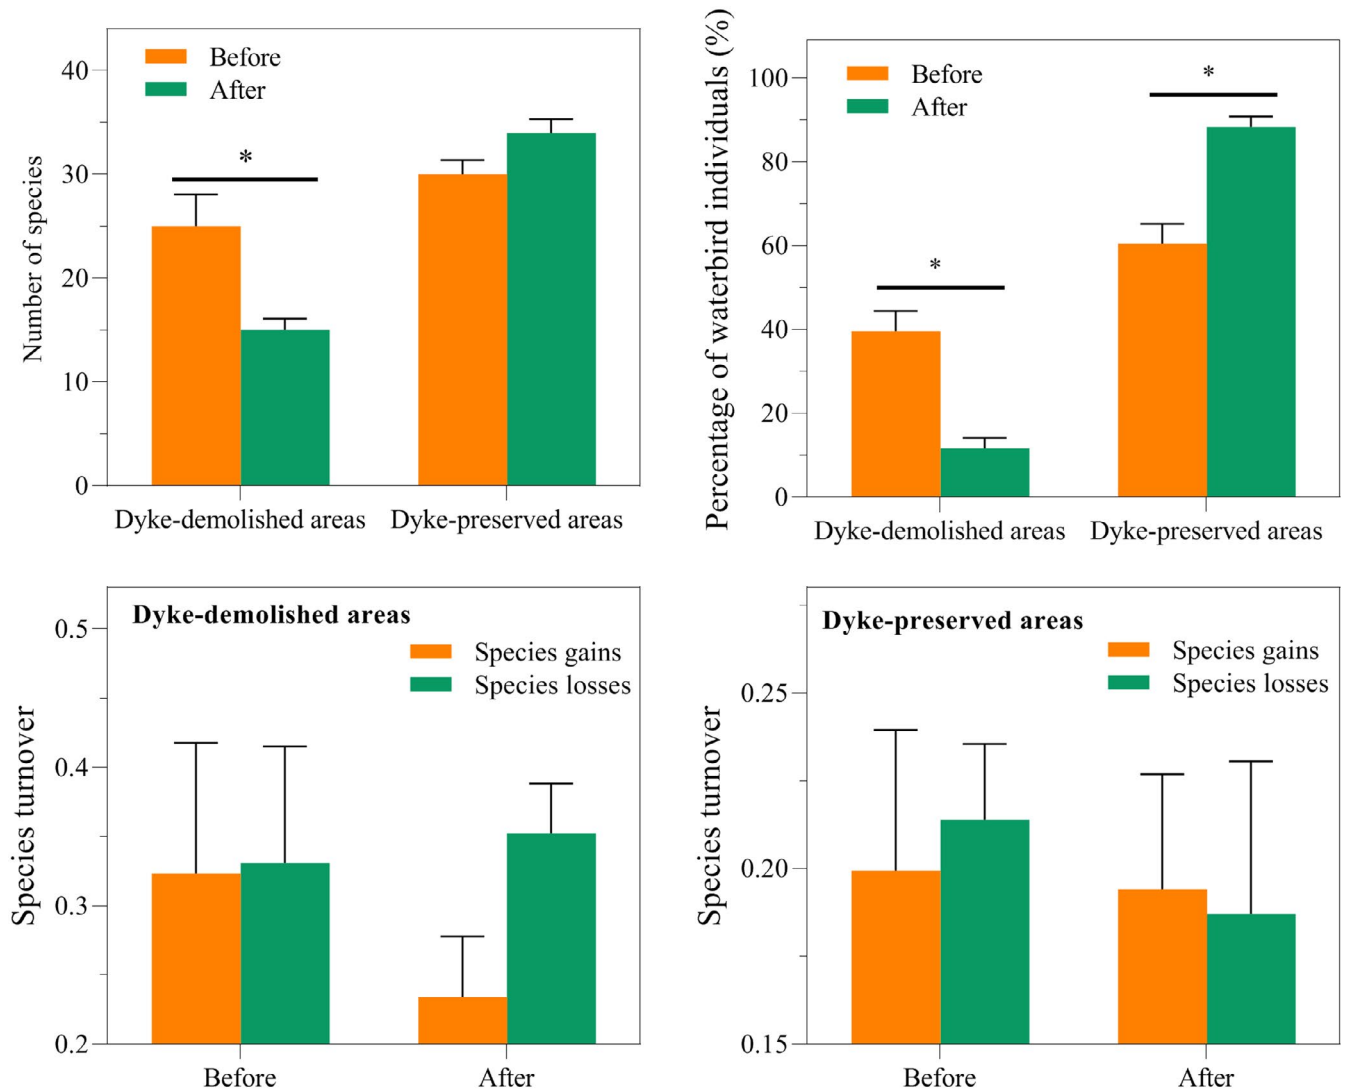 Number of species
40
30
20
10
0
Before
After
*
Dyke-demolished areas
Dyke-preserved areas
Percentage of waterbird individuals (%)
100
80
60
40
20
0
Before
After
*
*
Dyke-demolished areas
Dyke-preserved areas
Species turnover
0.5
0.4
0.3
0.2
Dyke-demolished areas
Species gains
Species losses
Before
After
Species turnover
0.25
0.20
0.15
Dyke-preserved areas
Species gains
Species losses
Before
After